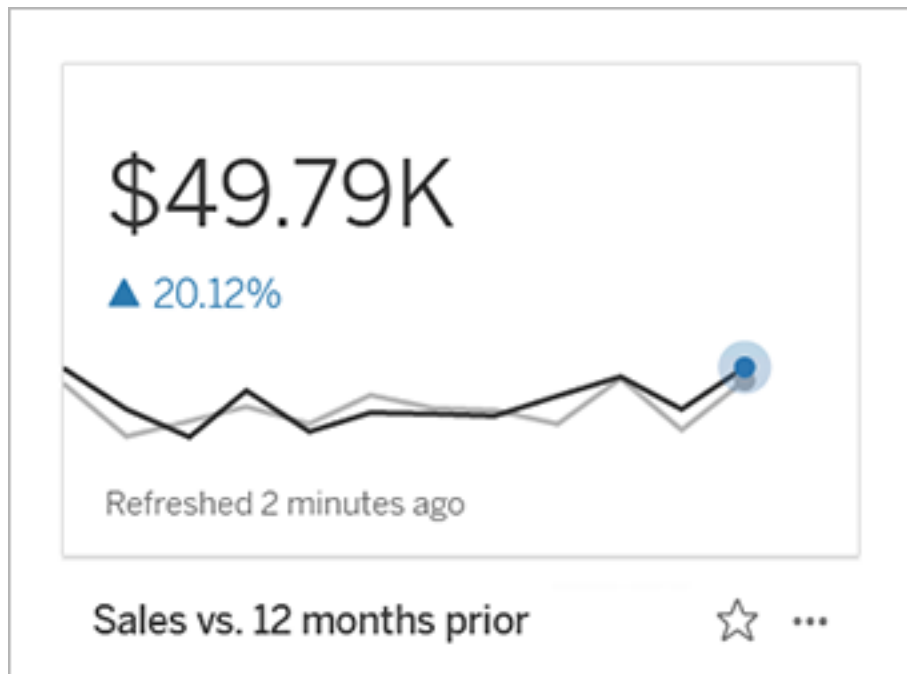 $49.79K
▲ 20.12%
Refreshed 2 minutes ago
Sales vs. 12 months prior